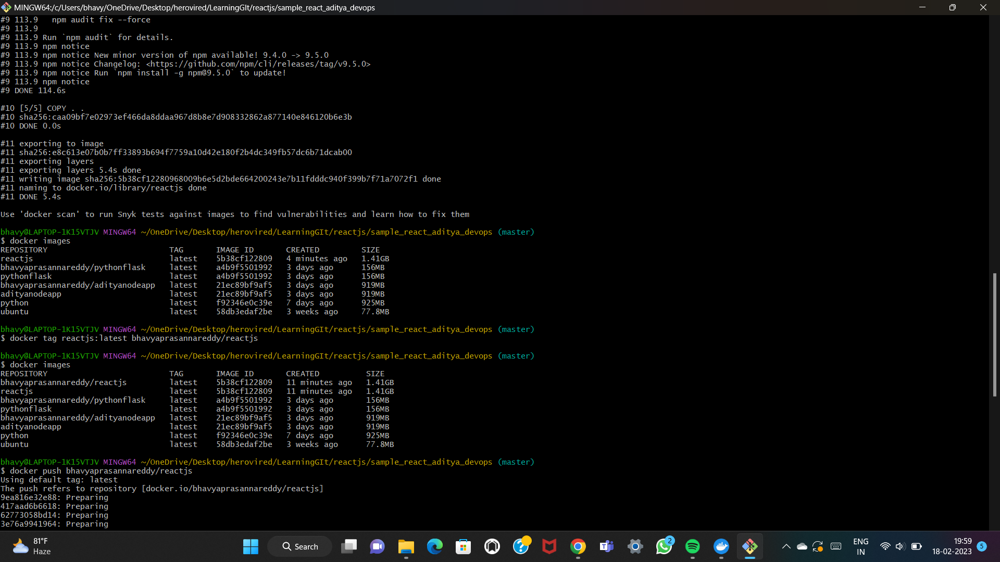 MINGW64:/c/Users/bhavy/OneDrive/Desktop/herovired/LearningGIt/reactjs/sample_react_aditya_devops
#9 113.9   npm audit fix --force
#9 113.9
#9 113.9 Run `npm audit` for details.
#9 113.9 npm notice
#9 113.9 npm notice New minor version of npm available! 9.4.0 -> 9.5.0
#9 113.9 npm notice Changelog: <https://github.com/npm/cli/releases/tag/v9.5.0>
#9 113.9 npm notice Run `npm install -g npm@9.5.0` to update!
#9 113.9 npm notice
#9 DONE 114.6s
#10 [5/5] COPY . .
#10 sha256:caa09bf7e02973ef466da8ddaa967d8b8e7d908332862a877140e846120b6e3b
#10 DONE 0.0s
#11 exporting to image
#11 sha256:e8c613e07b0b7ff33893b694f7759a10d42e180f2b4dc349fb57dc6b71dcab00
#11 exporting layers
#11 exporting layers 5.4s done
#11 writing image sha256:5b38cf12280968009b6e5d2bde664200243e7b11fdddc940f399b7f71a7072f1 done
#11 naming to docker.io/library/reactjs done
#11 DONE 5.4s
Use 'docker scan' to run Snyk tests against images to find vulnerabilities and learn how to fix them
bhavy@LAPTOP-1K15VTJV MINGW64 ~/OneDrive/Desktop/herovired/LearningGIt/reactjs/sample_react_aditya_devops (master)
$ docker images
REPOSITORY                          TAG       IMAGE ID       CREATED         SIZE
reactjs                             latest    5b38cf122809   4 minutes ago   1.41GB
bhavyaprasannareddy/pythonflask     latest    a4b9f5501992   3 days ago      156MB
pythonflask                         latest    a4b9f5501992   3 days ago      156MB
bhavyaprasannareddy/adityanodeapp   latest    21ec89bf9af5   3 days ago      919MB
adityanodeapp                       latest    21ec89bf9af5   3 days ago      919MB
python                              latest    f92346e0c39e   7 days ago      925MB
ubuntu                              latest    58db3edaf2be   3 weeks ago     77.8MB
bhavy@LAPTOP-1K15VTJV MINGW64 ~/OneDrive/Desktop/herovired/LearningGIt/reactjs/sample_react_aditya_devops (master)
$ docker tag reactjs:latest bhavyaprasannareddy/reactjs
bhavy@LAPTOP-1K15VTJV MINGW64 ~/OneDrive/Desktop/herovired/LearningGIt/reactjs/sample_react_aditya_devops (master)
$ docker images
REPOSITORY                          TAG       IMAGE ID       CREATED          SIZE
bhavyaprasannareddy/reactjs         latest    5b38cf122809   11 minutes ago   1.41GB
reactjs                             latest    5b38cf122809   11 minutes ago   1.41GB
bhavyaprasannareddy/pythonflask     latest    a4b9f5501992   3 days ago       156MB
pythonflask                         latest    a4b9f5501992   3 days ago       156MB
bhavyaprasannareddy/adityanodeapp   latest    21ec89bf9af5   3 days ago       919MB
adityanodeapp                       latest    21ec89bf9af5   3 days ago       919MB
python                              latest    f92346e0c39e   7 days ago       925MB
ubuntu                              latest    58db3edaf2be   3 weeks ago      77.8MB
bhavy@LAPTOP-1K15VTJV MINGW64 ~/OneDrive/Desktop/herovired/LearningGIt/reactjs/sample_react_aditya_devops (master)
$ docker push bhavyaprasannareddy/reactjs
Using default tag: latest
The push refers to repository [docker.io/bhavyaprasannareddy/reactjs]
9ea816e32e88: Preparing
417aad6b6618: Preparing
62773058bd14: Preparing
3e76a9941964: Preparing
81°F
Haze
Search
2
ENG
IN
19:59
18-02-2023
5